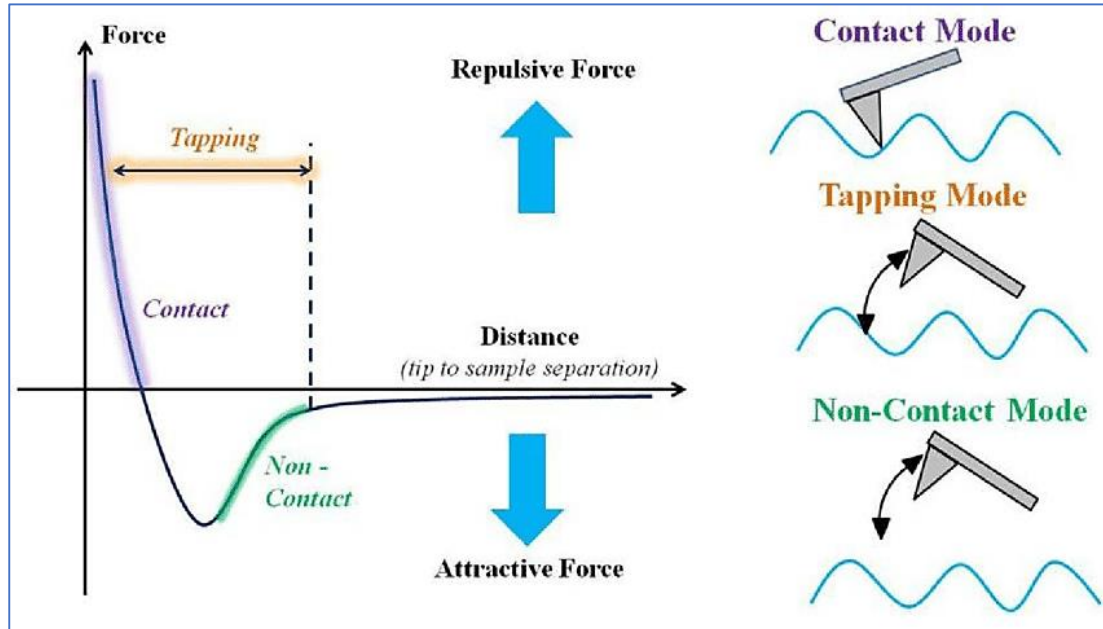 Force
Repulsive Force
Tapping
Contact
Distance
(tip to sample separation)
Non -
Contact
Attractive Force
Contact Mode
Tapping Mode
Non-Contact Mode